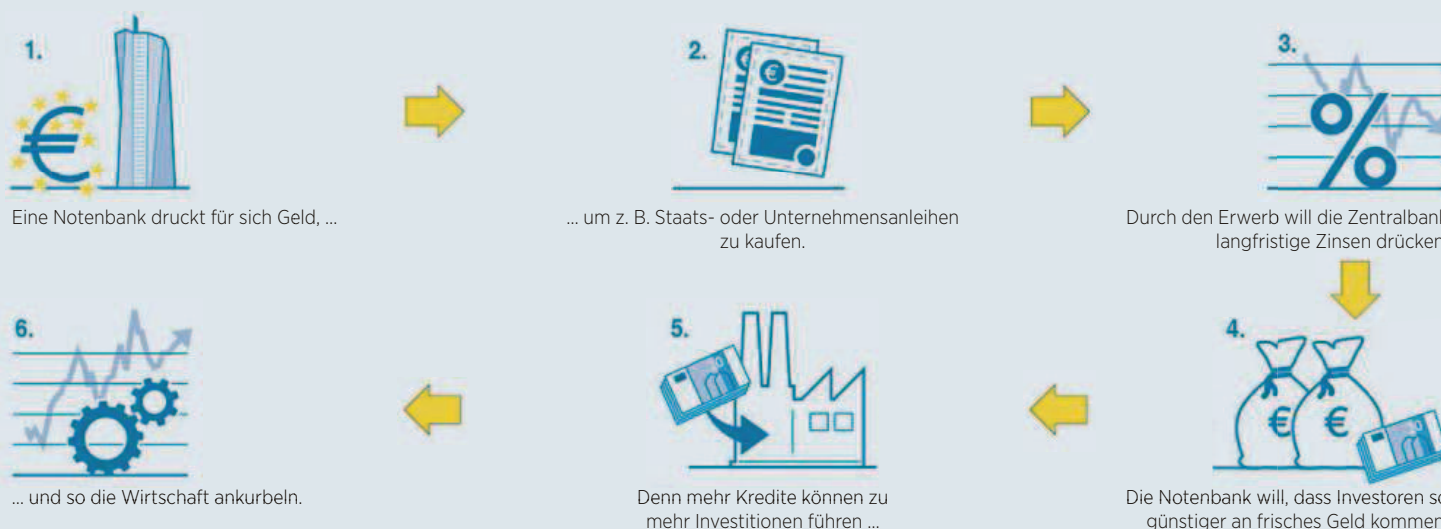 1.
Eine Notenbank druckt für sich Geld, ...
2.
... um z. B. Staats- oder Unternehmensanleihen
zu kaufen.
3.
%
Durch den Erwerb will die Zentralbank
langfristige Zinsen drücken
4.
€ €
Die Notenbank will, dass Investoren
günstiger an frisches Geld kommen
5.
Denn mehr Kredite können zu
mehr Investitionen führen ...
6.
... und so die Wirtschaft ankurbeln.